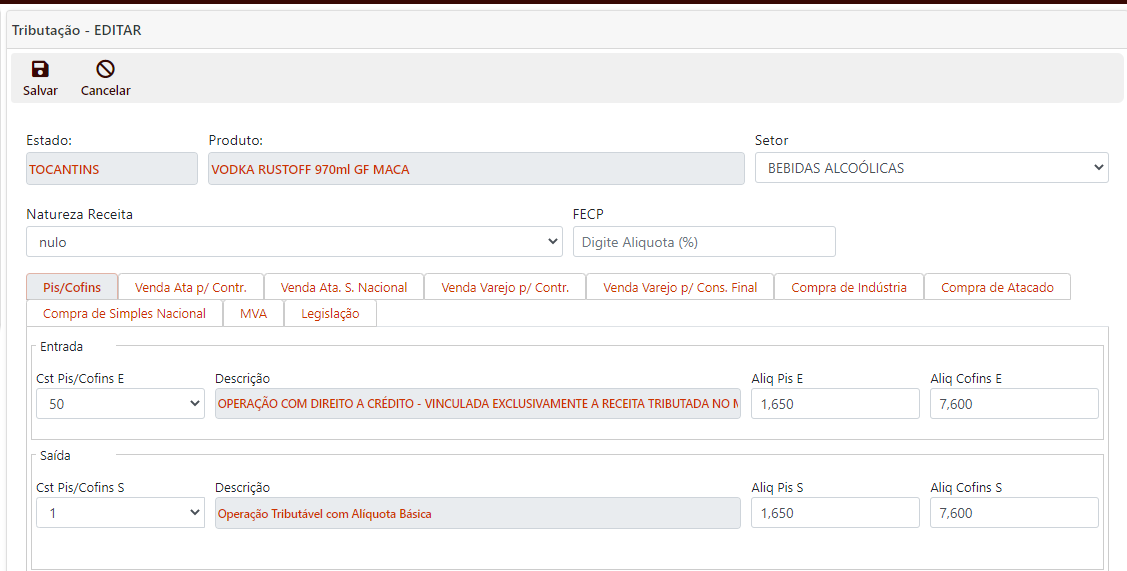 Tributação - EDITAR
Salvar Cancelar
Estado: Produto: Setor
TOCANTINS VODKA RUSTOFF 970ml GF MACA BEBIDAS ALCOÓLICAS
Natureza Receita FECP
nulo Digite Aliquota (%)
Pis/Cofins Venda Ata p/ Contr. Venda Ata. S. Nacional Venda Varejo p/ Contr. Venda Varejo p/ Cons. Final Compra de Indústria Compra de Atacado
Compra de Simples Nacional MVA Legislação
Entrada
Cst Pis/Cofins E Descrição Aliq Pis E Aliq Cofins E
50 OPERAÇÃO COM DIREITO A CRÉDITO - VINCULADA EXCLUSIVAMENTE A RECEITA TRIBUTADA NO 1,650 7,600
Saída
Cst Pis/Cofins S Descrição Aliq Pis S Aliq Cofins S
1 Operação Tributável com Alíquota Básica 1,650 7,600